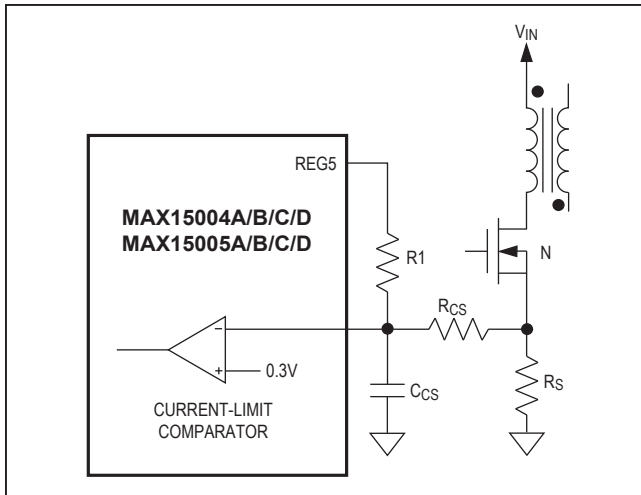 V_IN
REG5
MAX15004A/B/C/D
MAX15005A/B/C/D
R1
N
R_CS
−
+
0.3V
C_CS
R_S
CURRENT-LIMIT
COMPARATOR